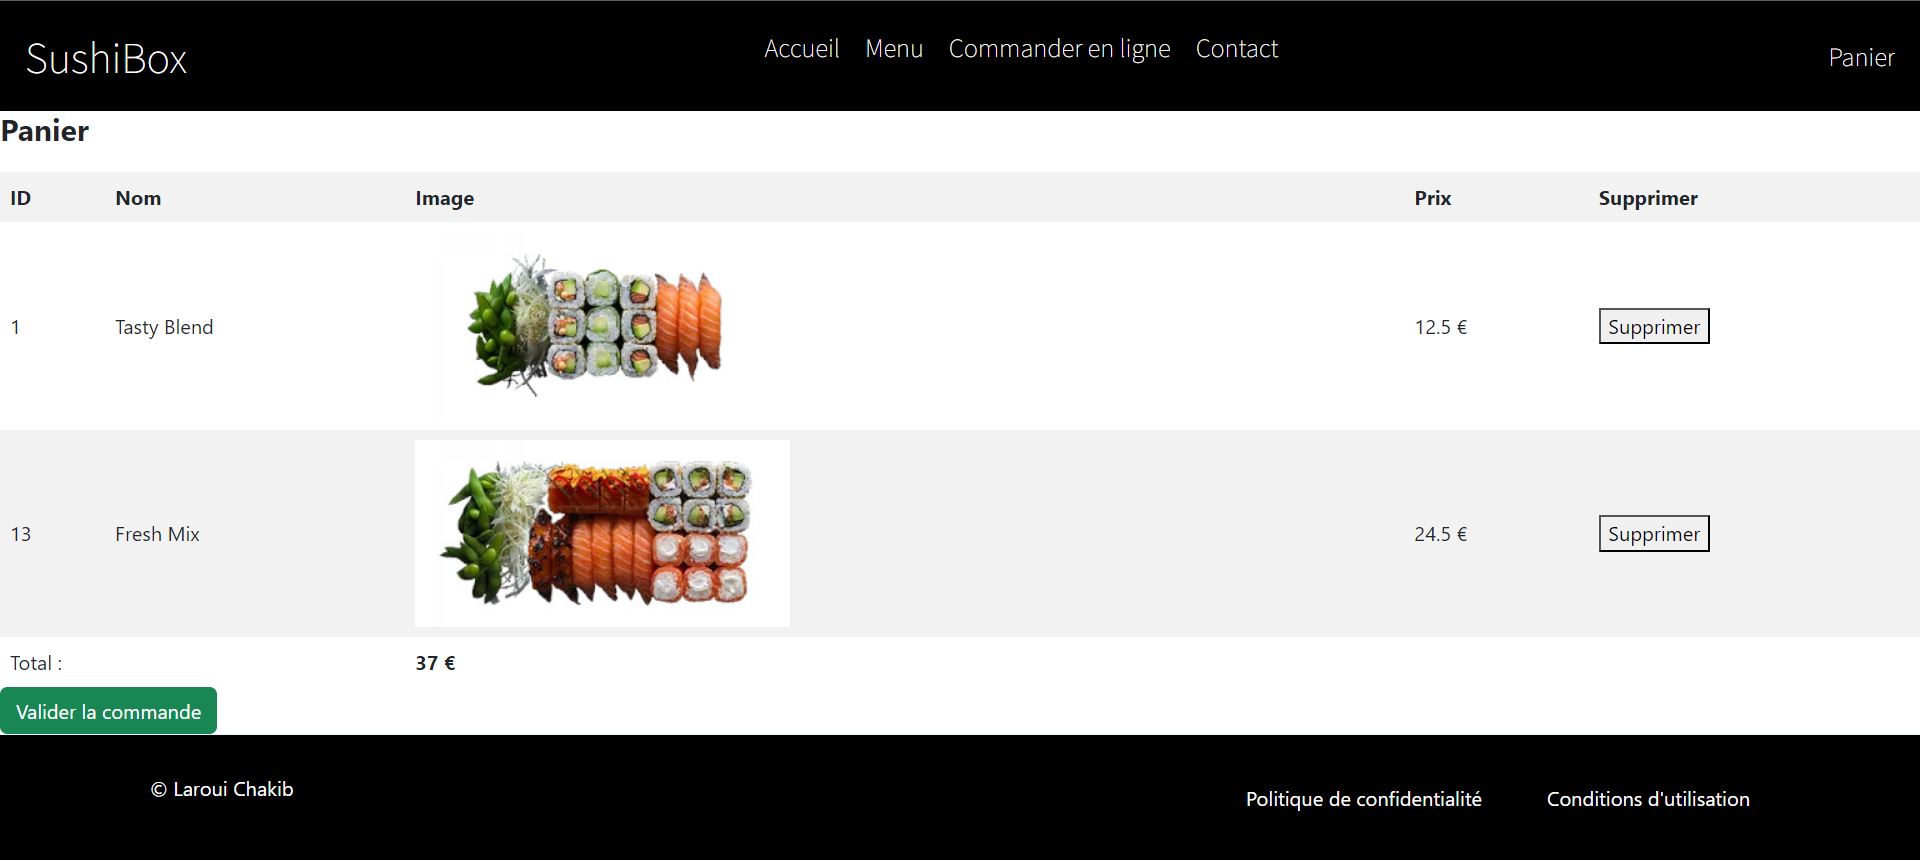 SushiBox
Accueil Menu Commander en ligne Contact
Panier
Panier
ID Nom Image Prix Supprimer
1 Tasty Blend 12.5 € Supprimer
13 Fresh Mix 24.5 € Supprimer
Total : 37 €
Valider la commande
© Laroui Chakib
Politique de confidentialité Conditions d'utilisation